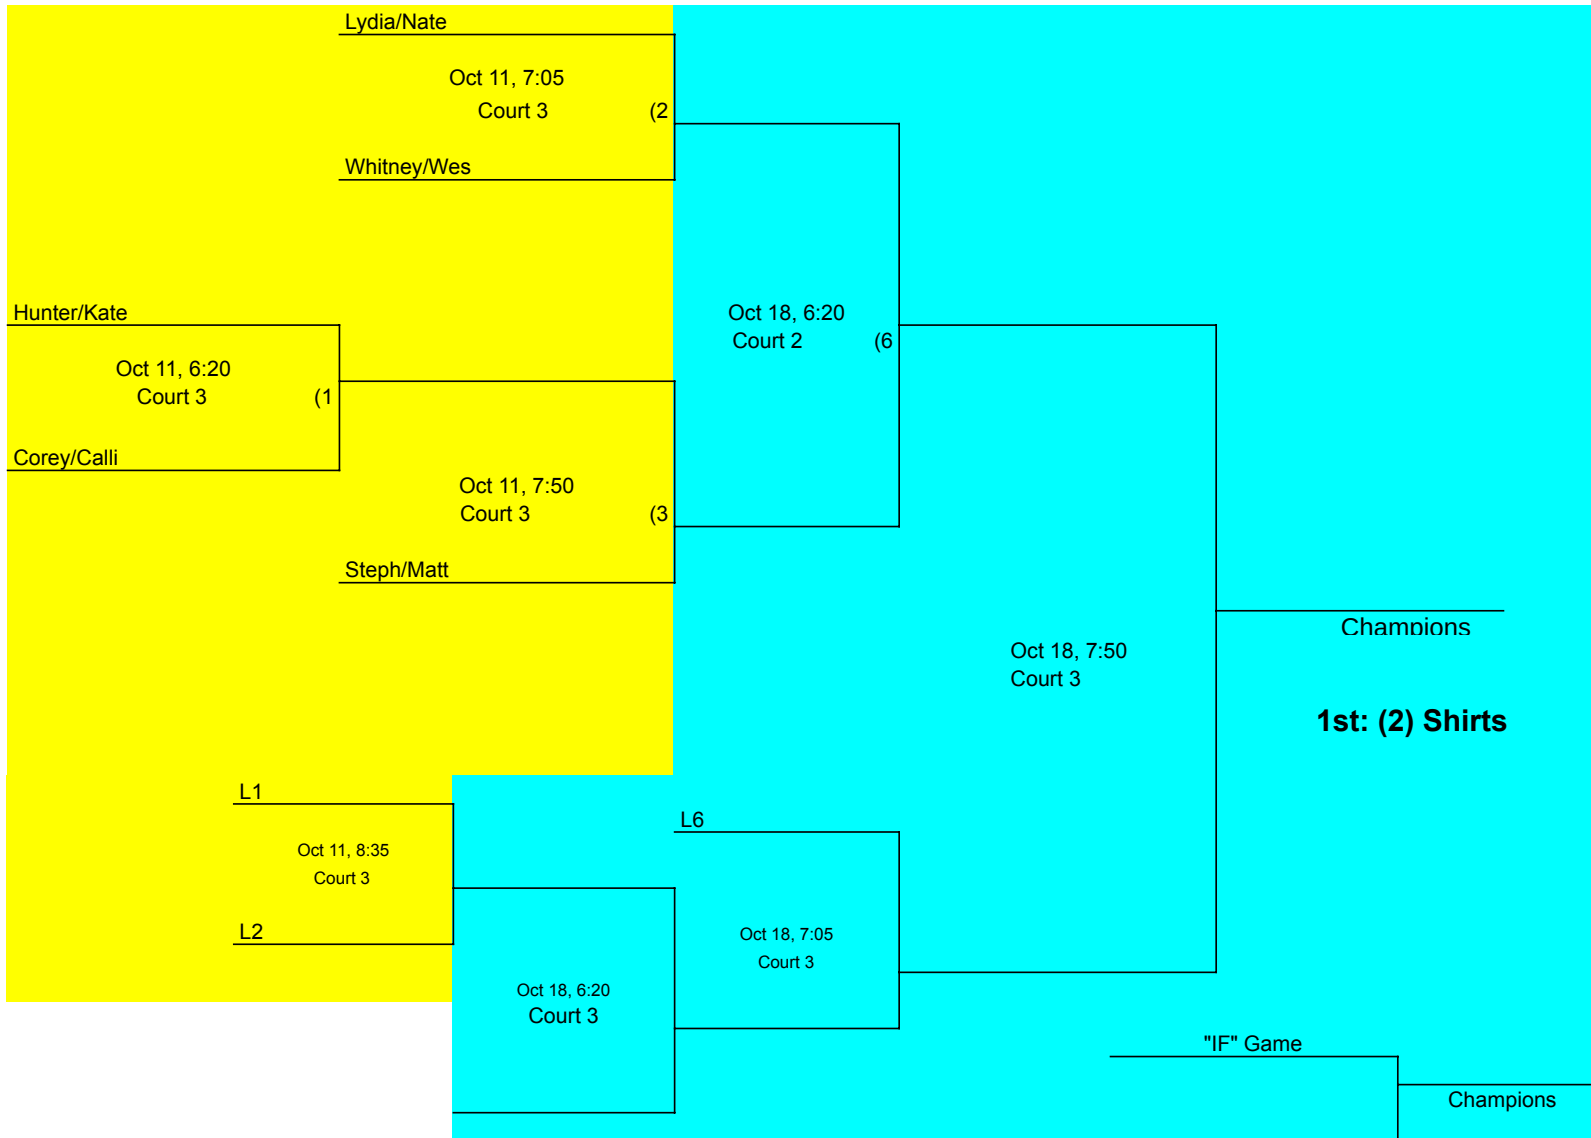 Lydia/Nate
Oct 11, 7:05
Court 3 (2
Whitney/Wes
Hunter/Kate
Oct 11, 6:20
Court 3 (1
Corey/Calli
Oct 18, 6:20
Court 2 (6
Oct 11, 7:50
Court 3 (3
Steph/Matt
Champions
Oct 18, 7:50
Court 3
1st: (2) Shirts
L1
Oct 11, 8:35
Court 3
L2
L6
Oct 18, 7:05
Court 3
Oct 18, 6:20
Court 3
"IF" Game
Champions